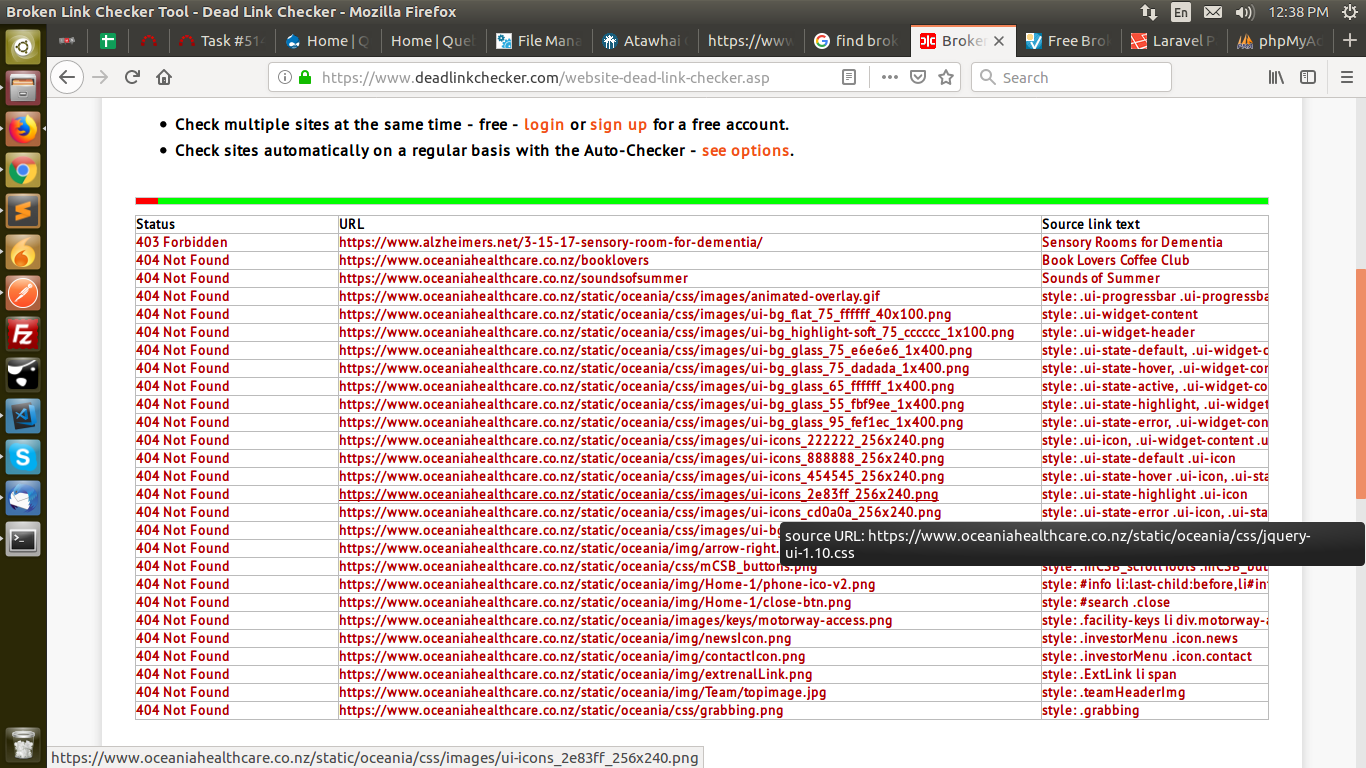 Broken Link Checker Tool - Dead Link Checker - Mozilla Firefox
En
12:38 PM
Task #51
Home | Q
Home | Quel
File Mana
Atawhai
https://www
find brok
Broken
Free Brok
Laravel P
phpMyAd
https://www.deadlinkchecker.com/website-dead-link-checker.asp
Search
Check multiple sites at the same time - free - login or sign up for a free account.
Check sites automatically on a regular basis with the Auto-Checker - see options.
Status URL Source link text
403 Forbidden https://www.alzheimers.net/3-15-17-sensory-room-for-dementia/ Sensory Rooms for Dementia
404 Not Found https://www.oceaniahealthcare.co.nz/booklovers Book Lovers Coffee Club
404 Not Found https://www.oceaniahealthcare.co.nz/soundsofsummer Sounds of Summer
404 Not Found https://www.oceaniahealthcare.co.nz/static/oceania/css/images/animated-overlay.gif style: .ui-progressbar .ui-progressba
404 Not Found https://www.oceaniahealthcare.co.nz/static/oceania/css/images/ui-bg_flat_75_ffffff_40x100.png style: .ui-widget-content
404 Not Found https://www.oceaniahealthcare.co.nz/static/oceania/css/images/ui-bg_highlight-soft_75_cccccc_1x100.png style: .ui-widget-header
404 Not Found https://www.oceaniahealthcare.co.nz/static/oceania/css/images/ui-bg_glass_75_e6e6e6_1x400.png style: .ui-state-default, .ui-widget-c
404 Not Found https://www.oceaniahealthcare.co.nz/static/oceania/css/images/ui-bg_glass_75_dadada_1x400.png style: .ui-state-hover, .ui-widget-con
404 Not Found https://www.oceaniahealthcare.co.nz/static/oceania/css/images/ui-bg_glass_65_ffffff_1x400.png style: .ui-state-active, .ui-widget-co
404 Not Found https://www.oceaniahealthcare.co.nz/static/oceania/css/images/ui-bg_glass_55_fbf9ee_1x400.png style: .ui-state-highlight, .ui-widget
404 Not Found https://www.oceaniahealthcare.co.nz/static/oceania/css/images/ui-bg_glass_95_fef1ec_1x400.png style: .ui-state-error, .ui-widget-con
404 Not Found https://www.oceaniahealthcare.co.nz/static/oceania/css/images/ui-icons_222222_256x240.png style: .ui-icon, .ui-widget-content .u
404 Not Found https://www.oceaniahealthcare.co.nz/static/oceania/css/images/ui-icons_888888_256x240.png style: .ui-state-default .ui-icon
404 Not Found https://www.oceaniahealthcare.co.nz/static/oceania/css/images/ui-icons_454545_256x240.png style: .ui-state-hover .ui-icon, .ui-sta
404 Not Found https://www.oceaniahealthcare.co.nz/static/oceania/css/images/ui-icons_2e83ff_256x240.png style: .ui-state-highlight .ui-icon
404 Not Found https://www.oceaniahealthcare.co.nz/static/oceania/css/images/ui-icons_cd0a0a_256x240.png style: .ui-state-error .ui-icon, .ui-sta
404 Not Found https://www.oceaniahealthcare.co.nz/static/oceania/css/images/ui-bg
source URL: https://www.oceaniahealthcare.co.nz/static/oceania/css/jquery-
ui-1.10.css
404 Not Found https://www.oceaniahealthcare.co.nz/static/oceania/img/arrow-right.
404 Not Found https://www.oceaniahealthcare.co.nz/static/oceania/css/mCSB_buttons.png style: .mCSB_scrollTools .mCSB_but
404 Not Found https://www.oceaniahealthcare.co.nz/static/oceania/img/Home-1/phone-ico-v2.png style: #info li:last-child:before,li#in
404 Not Found https://www.oceaniahealthcare.co.nz/static/oceania/img/Home-1/close-btn.png style: #search .close
404 Not Found https://www.oceaniahealthcare.co.nz/static/oceania/images/keys/motorway-access.png style: .facility-keys li div.motorway-a
404 Not Found https://www.oceaniahealthcare.co.nz/static/oceania/img/newsIcon.png style: .investorMenu .icon.news
404 Not Found https://www.oceaniahealthcare.co.nz/static/oceania/img/contactIcon.png style: .investorMenu .icon.contact
404 Not Found https://www.oceaniahealthcare.co.nz/static/oceania/img/extrenalLink.png style: .ExtLink li span
404 Not Found https://www.oceaniahealthcare.co.nz/static/oceania/img/Team/topimage.jpg style: .teamHeaderImg
404 Not Found https://www.oceaniahealthcare.co.nz/static/oceania/css/grabbing.png style: .grabbing
https://www.oceaniahealthcare.co.nz/static/oceania/css/images/ui-icons_2e83ff_256x240.png